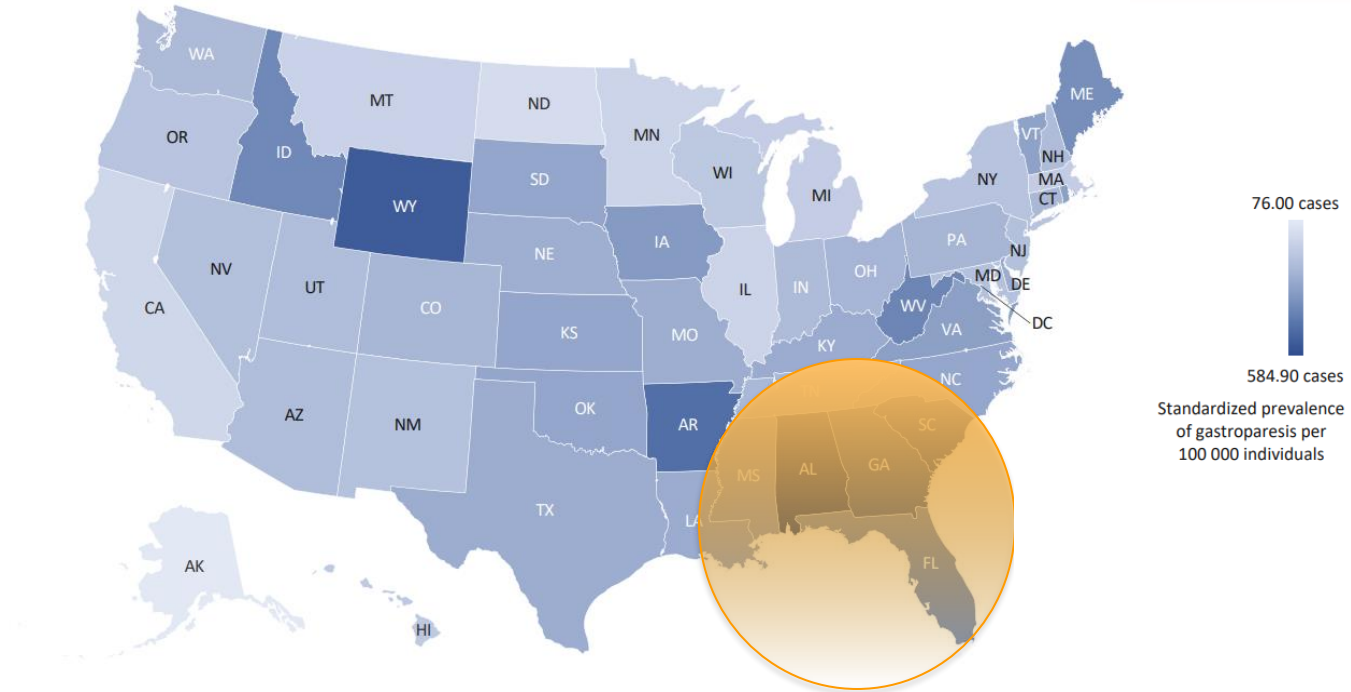 WA
MT
ND
MN
OR
ID
SD
WI
MI
NY
VT
NH
MA
CT
ME
WY
IA
NE
PA
NJ
NV
UT
CO
IL
IN
OH
MD
DE
CA
KS
MO
WV
VA
DC
KY
AZ
NM
OK
AR
NC
SC
MS
AL
GA
TX
LA
FL
AK
HI
76.00 cases
584.90 cases
Standardized prevalence
of gastroparesis per
100 000 individuals